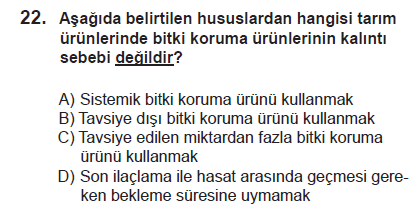 22. Aşağıda belirtilen hususlardan hangisi tarım
ürünlerinde bitki koruma ürünlerinin kalıntı
sebebi değildir?
A) Sistemik bitki koruma ürünü kullanmak
B) Tavsiye dışı bitki koruma ürünü kullanmak
C) Tavsiye edilen miktardan fazla bitki koruma
ürünü kullanmak
D) Son ilaçlama ile hasat arasında geçmesi gere-
ken bekleme süresine uymamak